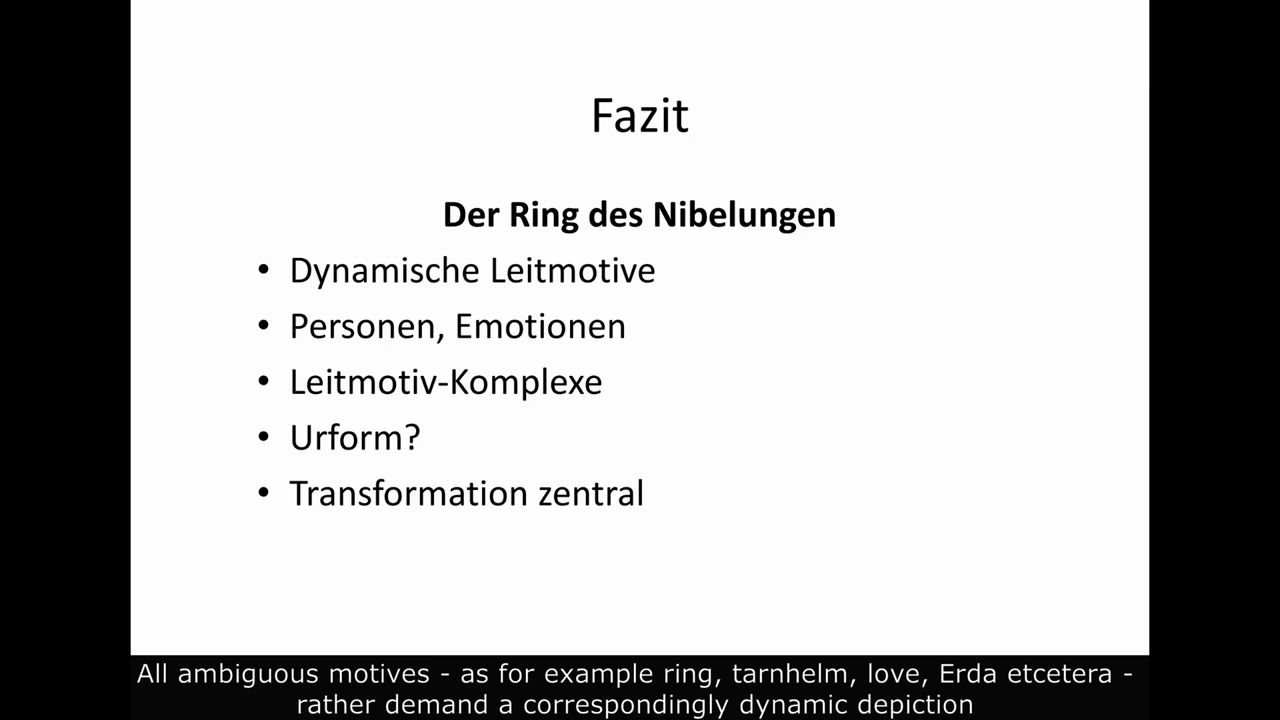 Fazit
Der Ring des Nibelungen
• Dynamische Leitmotive
• Personen, Emotionen
• Leitmotiv-Komplexe
• Urform?
• Transformation zentral
All ambiguous motives - as for example ring, tarnhelm, love, Erda etcetera -
rather demand a correspondingly dynamic depiction